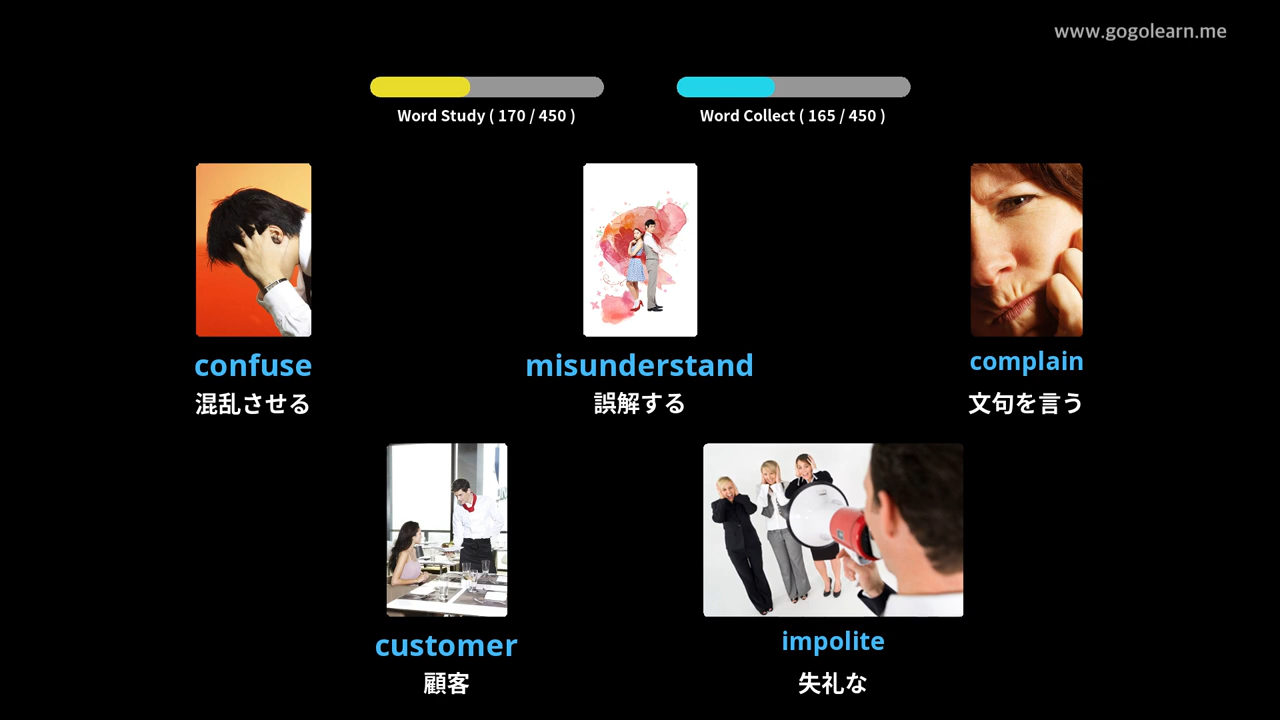 www.gogolearn.me
Word Study ( 170 / 450 )
Word Collect ( 165 / 450 )
confuse
混乱させる
misunderstand
誤解する
complain
文句を言う
customer
顧客
impolite
失礼な